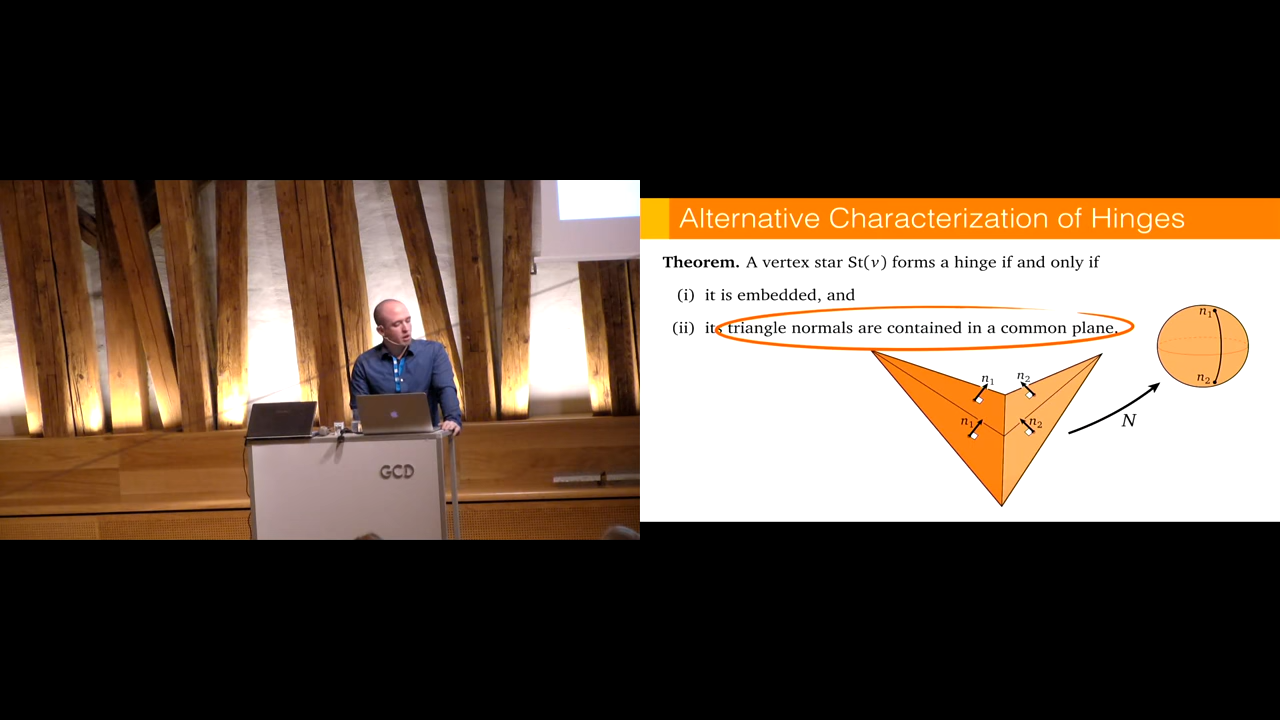 GCD
Alternative Characterization of Hinges
Theorem. A vertex star St(v) forms a hinge if and only if
(i) it is embedded, and
(ii) its triangle normals are contained in a common plane.
n1
n2
n1 n2
n1 n2
N